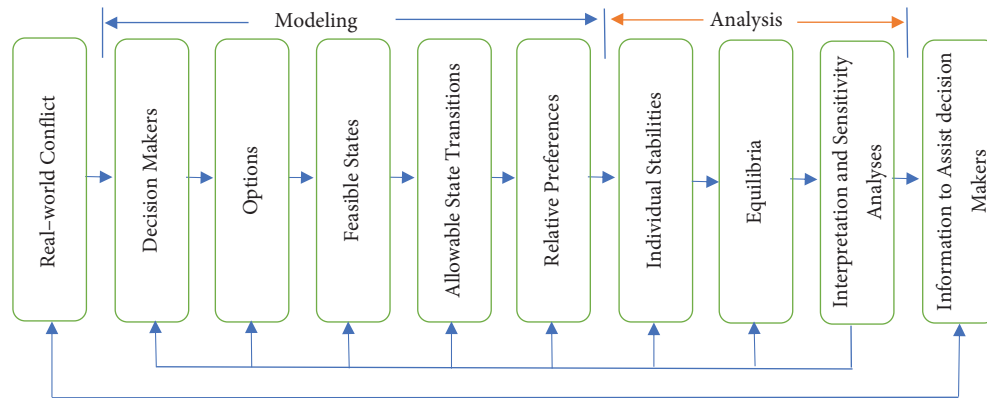 Modeling
Analysis
Real-world Conflict
Decision Makers
Options
Feasible States
Allowable State Transitions
Relative Preferences
Individual Stabilities
Equilibria
Interpretation and Sensitivity
Analyses
Information to Assist decision
Makers